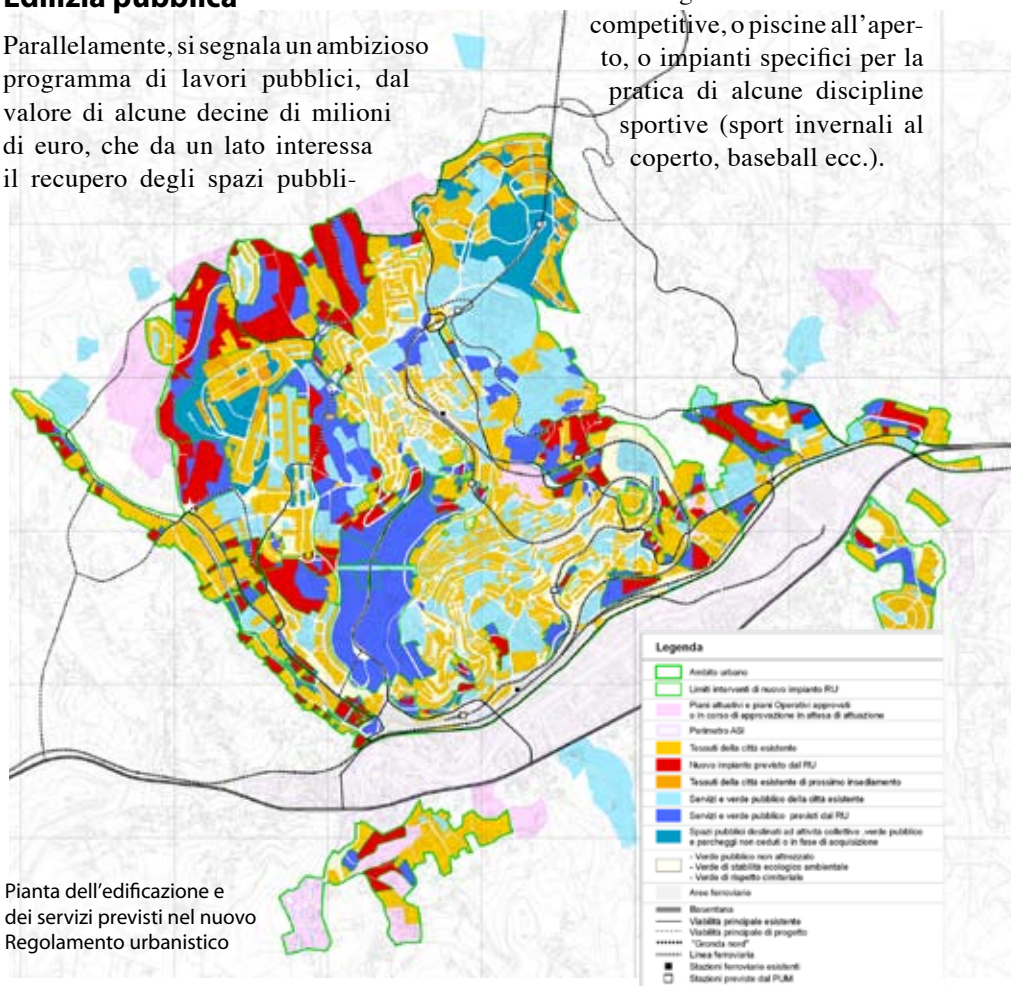 Edilizia pubblica
Parallelamente, si segnala un ambizioso
programma di lavori pubblici, dal
valore di alcune decine di milioni
di euro, che da un lato interessa
il recupero degli spazi pubbli-
competitive, o piscine all'aper-
to, o impianti specifici per la
pratica di alcune discipline
sportive (sport invernali al
coperto, baseball ecc.).
Pianta dell'edificazione e
dei servizi previsti nel nuovo
Regolamento urbanistico
Legenda
Ambito urbano
Limiti interventi di nuovo impianto RU
Piani attuativi e piani Operativi approvati
o in corso di approvazione in attesa di attuazione
Perimetro ASI
Tessuti della città esistente
Nuovo impianto previsto dal RU
Tessuti della città esistente di prossimo insediamento
Servizi e verde pubblico della città esistente
Servizi e verde pubblico previsti dal RU
Spazi pubblici destinati ad attività collettive ,verde pubblico
e parcheggi non ceduti o in fase di acquisizione
- Verde pubblico non attrezzato
- Verde di stabilità ecologico ambientale
- Verde di rispetto cimiteriale
Aree ferroviarie
Basentana
Viabilità principale esistente
Viabilità principale di progetto
"Gronda nord"
Linea ferroviaria
Stazioni ferroviarie esistenti
Stazioni previste dal PUM